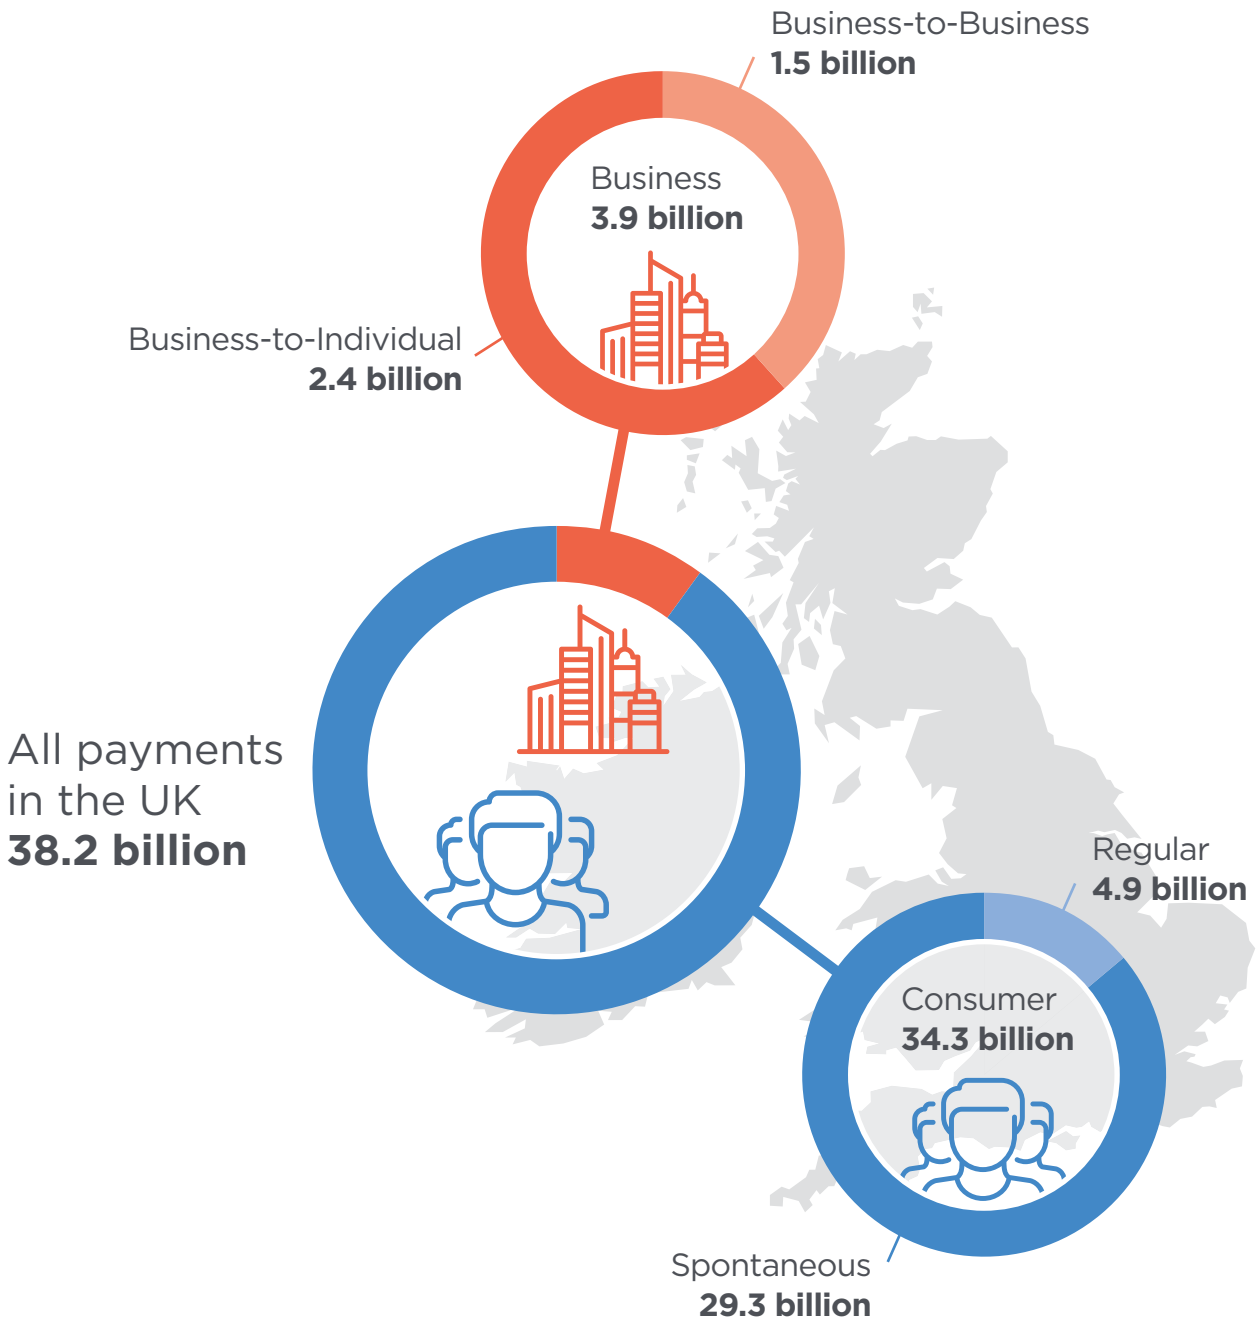 Business-to-Business
1.5 billion
Business
3.9 billion
Business-to-Individual
2.4 billion
All payments
in the UK
38.2 billion
Regular
4.9 billion
Consumer
34.3 billion
Spontaneous
29.3 billion